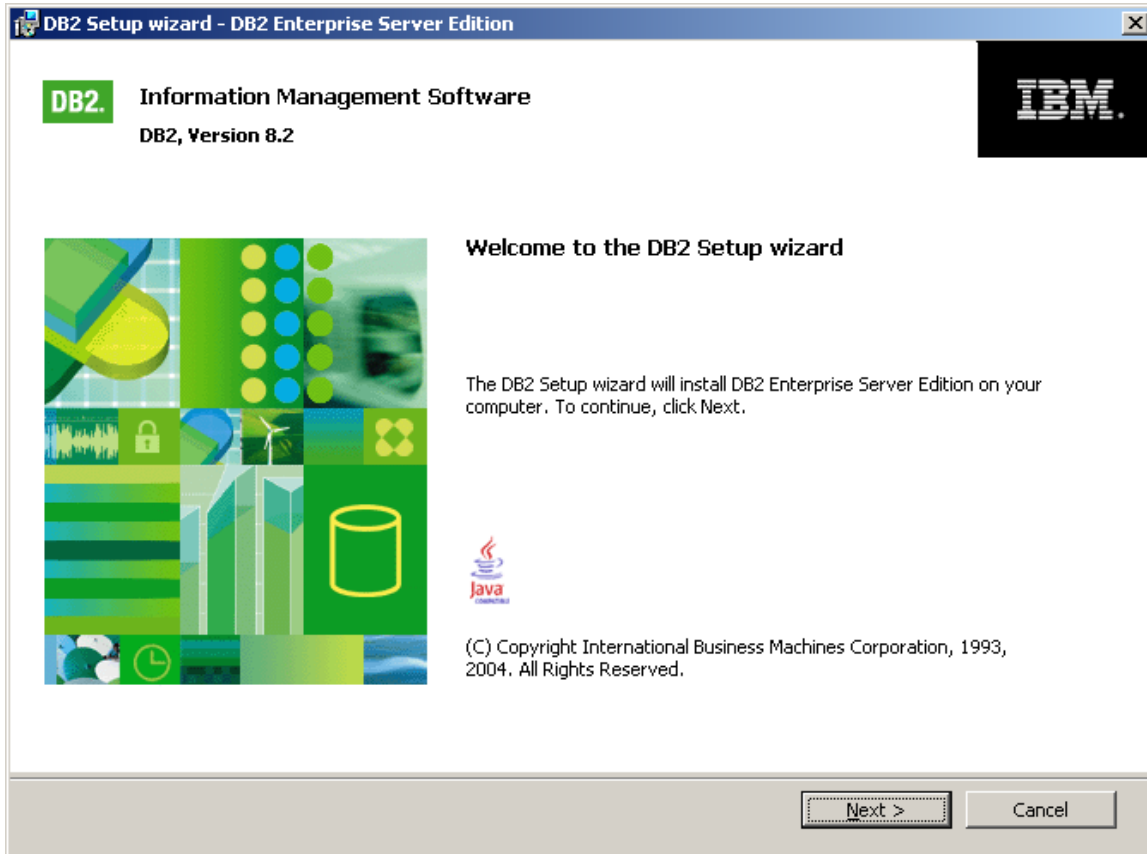 DB2 Setup wizard - DB2 Enterprise Server Edition
DB2.
Information Management Software
DB2, Version 8.2
IBM.
Welcome to the DB2 Setup wizard
The DB2 Setup wizard will install DB2 Enterprise Server Edition on your
computer. To continue, click Next.
Java
COMPATIBLE
(C) Copyright International Business Machines Corporation, 1993,
2004. All Rights Reserved.
Next >
Cancel